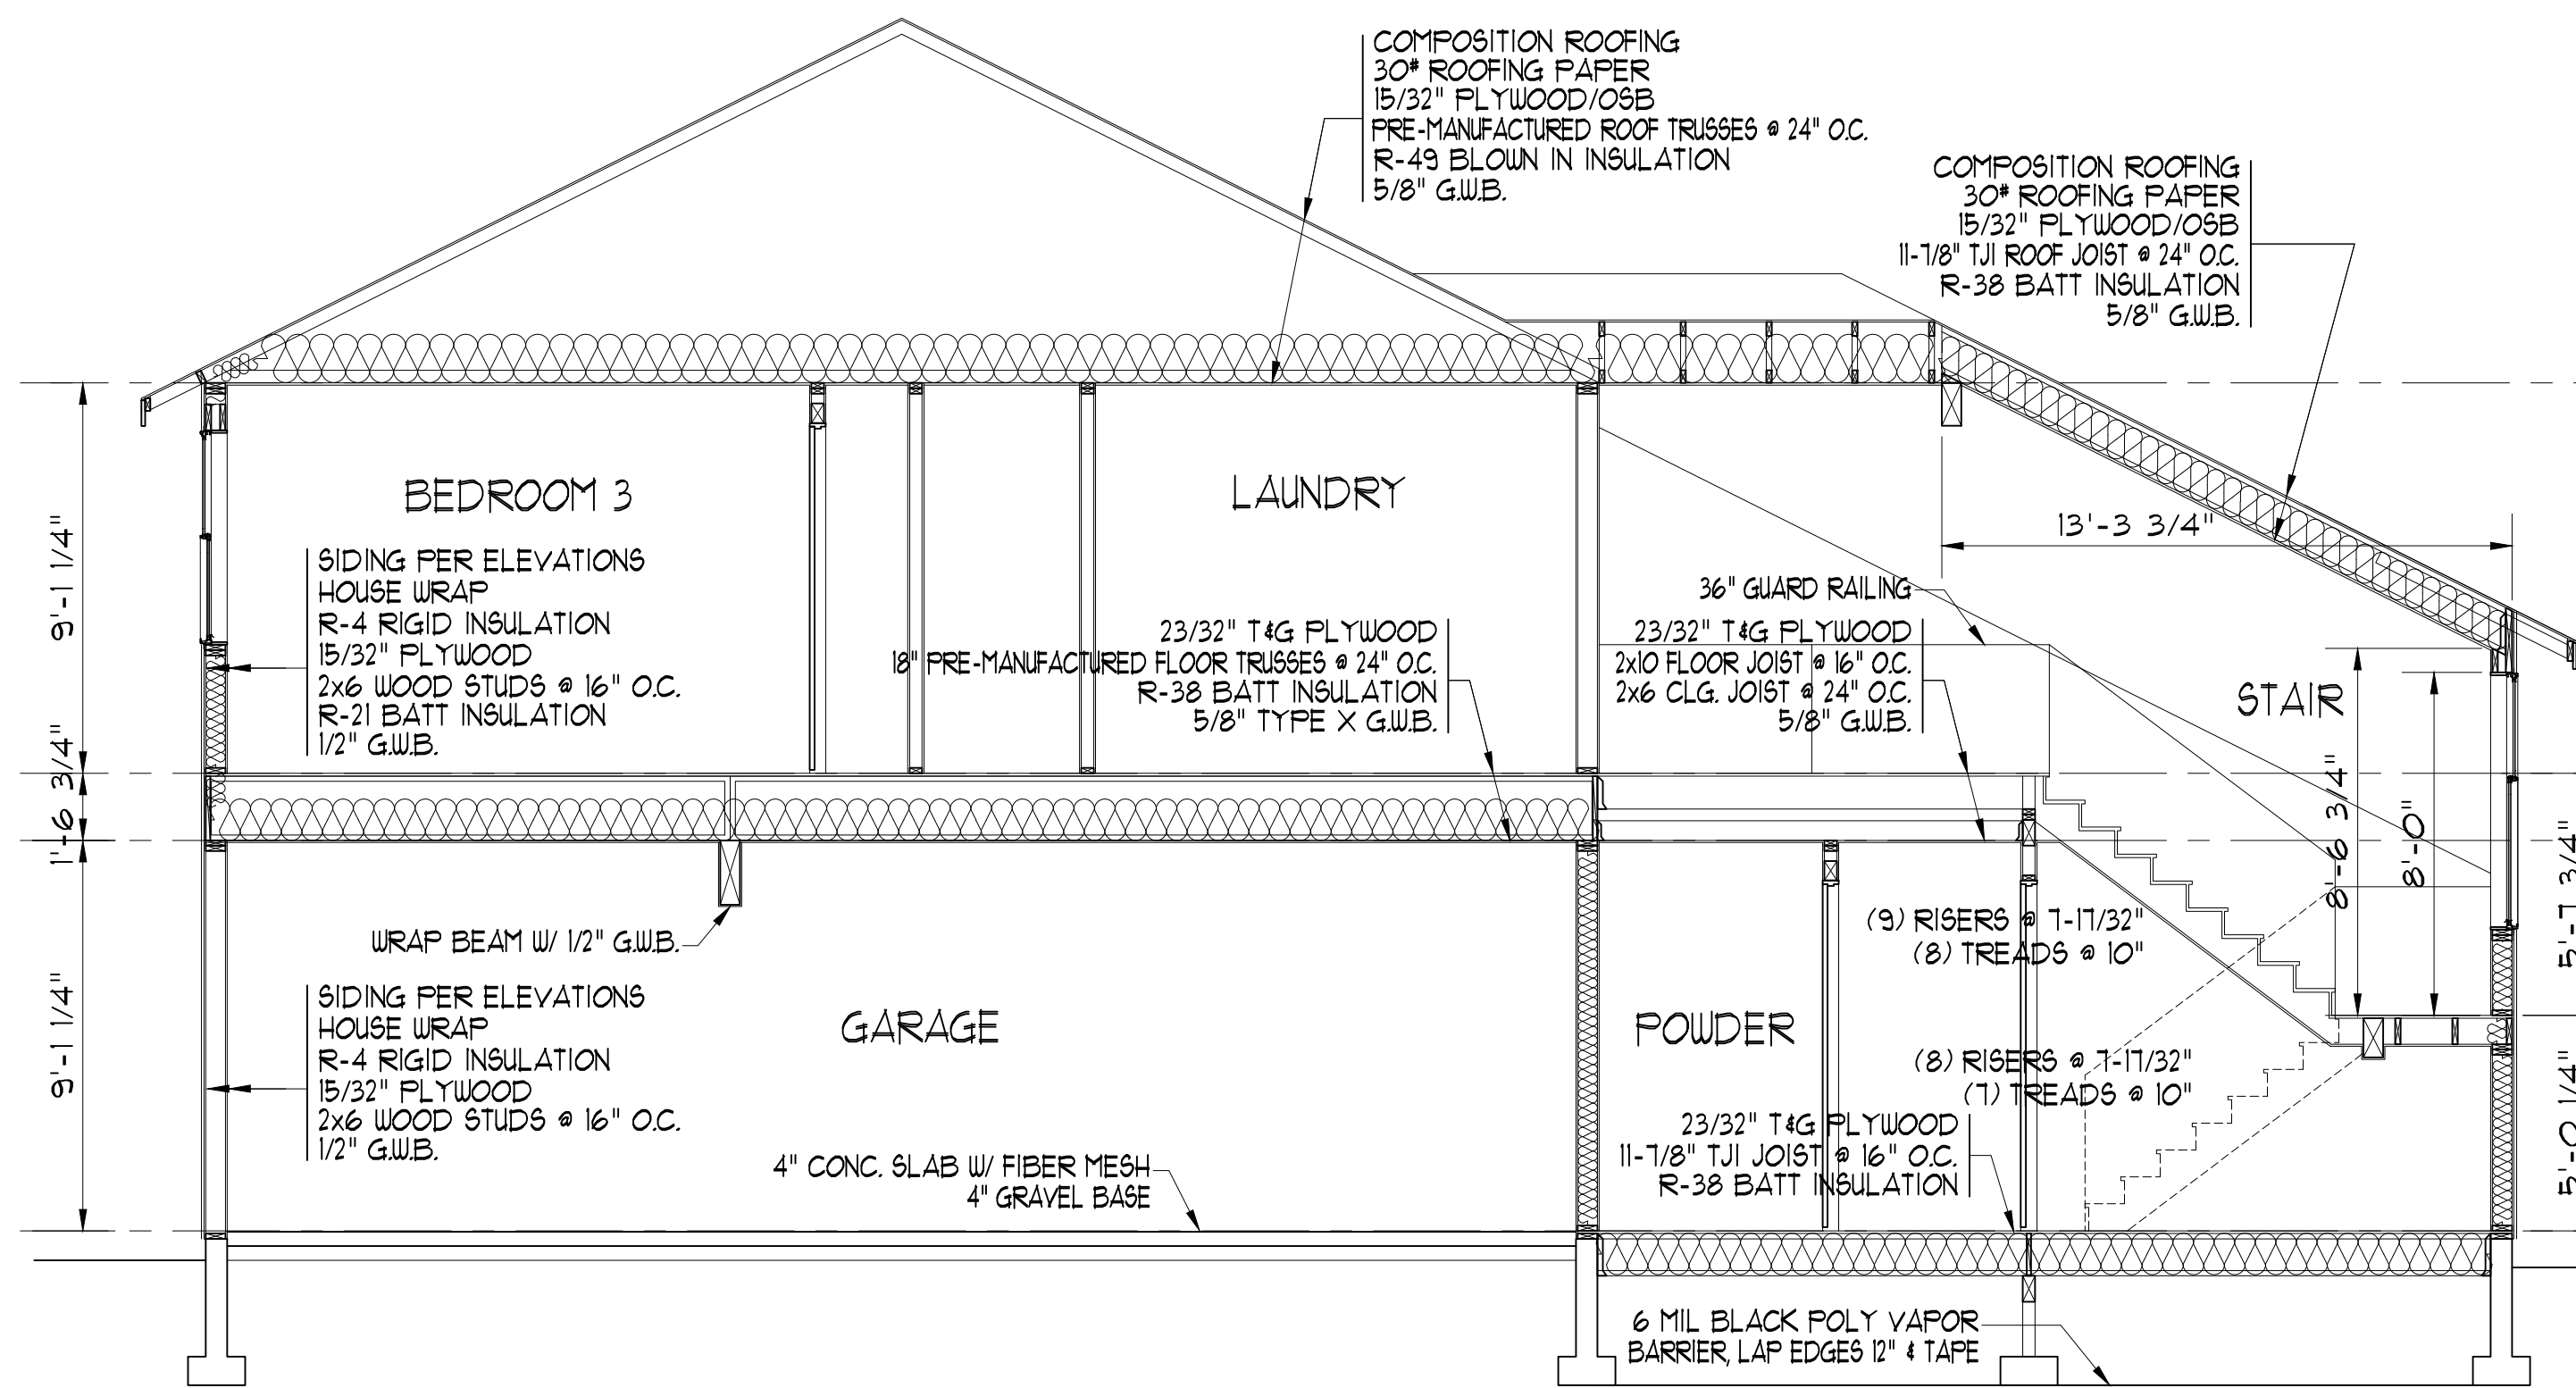 COMPOSITION ROOFING
30# ROOFING PAPER
15/32" PLYWOOD/OSB
PRE-MANUFACTURED ROOF TRUSSES @ 24" O.C.
R-49 BLOWN IN INSULATION
5/8" G.W.B.
COMPOSITION ROOFING
30# ROOFING PAPER
15/32" PLYWOOD/OSB
11-7/8" TJI ROOF JOIST @ 24" O.C.
R-38 BATT INSULATION
5/8" G.W.B.
BEDROOM 3
LAUNDRY
13'-3 3/4"
9'-1 1/4"
SIDING PER ELEVATIONS
HOUSE WRAP
R-4 RIGID INSULATION
15/32" PLYWOOD
2x6 WOOD STUDS @ 16" O.C.
R-21 BATT INSULATION
1/2" G.W.B.
23/32" T&G PLYWOOD
18" PRE-MANUFACTURED FLOOR TRUSSES @ 24" O.C.
R-38 BATT INSULATION
5/8" TYPE X G.W.B.
36" GUARD RAILING
23/32" T&G PLYWOOD
2x10 FLOOR JOIST @ 16" O.C.
2x6 CLG. JOIST @ 24" O.C.
5/8" G.W.B.
STAIR
1'-6 3/4"
8'-6 3/4"
8'-0"
5'-7 3/4"
(9) RISERS @ 7-17/32"
(8) TREADS @ 10"
WRAP BEAM W/ 1/2" G.W.B.
9'-1 1/4"
SIDING PER ELEVATIONS
HOUSE WRAP
R-4 RIGID INSULATION
15/32" PLYWOOD
2x6 WOOD STUDS @ 16" O.C.
1/2" G.W.B.
GARAGE
POWDER
(8) RISERS @ 7-17/32"
(7) TREADS @ 10"
5'-0 1/4"
23/32" T&G PLYWOOD
11-7/8" TJI JOIST @ 16" O.C.
R-38 BATT INSULATION
4" CONC. SLAB W/ FIBER MESH
4" GRAVEL BASE
6 MIL BLACK POLY VAPOR
BARRIER, LAP EDGES 12" & TAPE